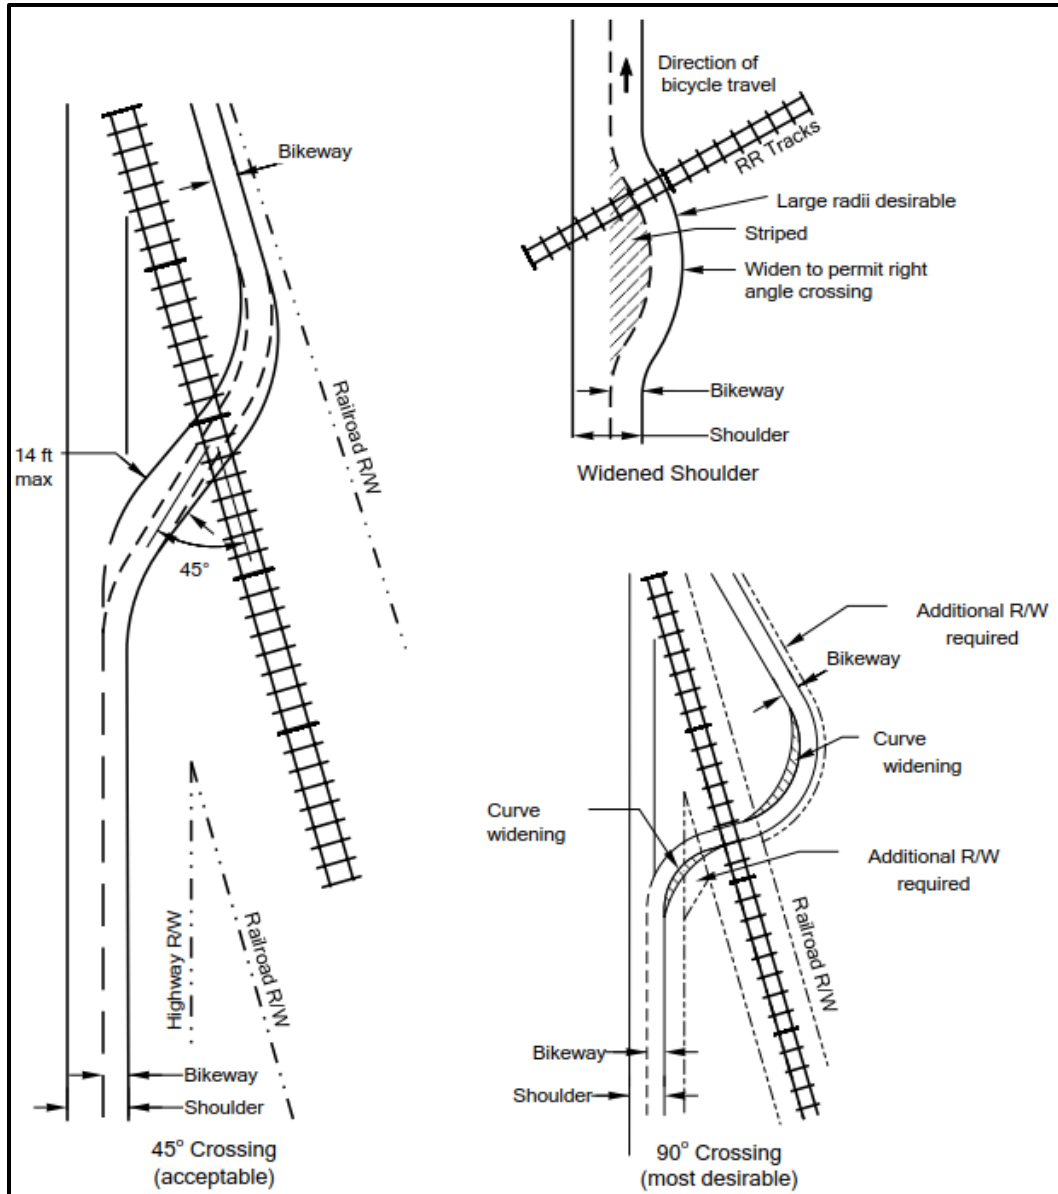 Bikeway
14 ft
max
45°
Railroad R/W
Highway R/W
Railroad R/W
Bikeway
Shoulder
45° Crossing
(acceptable)
Direction of
bicycle travel
RR Tracks
Large radii desirable
Striped
Widen to permit right
angle crossing
Bikeway
Shoulder
Widened Shoulder
Additional R/W
required
Bikeway
Curve
widening
Curve
widening
Additional R/W
required
Railroad R/W
Bikeway
Shoulder
90° Crossing
(most desirable)